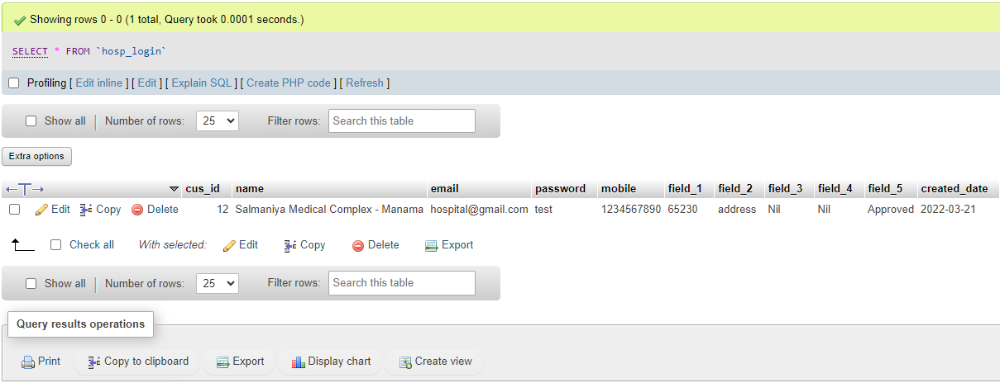 Showing rows 0 - 0 (1 total, Query took 0.0001 seconds.)
SELECT * FROM `hosp_login`
Profiling [ Edit inline ] [ Edit ] [ Explain SQL ] [ Create PHP code ] [ Refresh ]
Show all Number of rows: 25 Filter rows: Search this table
Extra options
cus_id name email password mobile field_1 field_2 field_3 field_4 field_5 created_date
Edit Copy Delete 12 Salmaniya Medical Complex - Manama hospital@gmail.com test 1234567890 65230 address Nil Nil Approved 2022-03-21
Check all With selected: Edit Copy Delete Export
Show all Number of rows: 25 Filter rows: Search this table
Query results operations
Print Copy to clipboard Export Display chart Create view